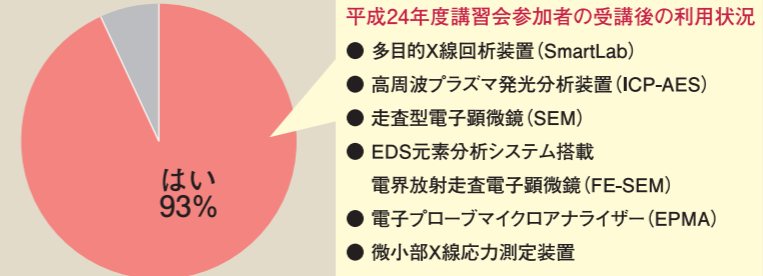 はい
93%
平成24年度講習会参加者の受講後の利用状況
● 多目的X線回析装置（SmartLab）
● 高周波プラズマ発光分析装置（ICP-AES）
● 走査型電子顕微鏡（SEM）
● EDS元素分析システム搭載
電界放射走査電子顕微鏡（FE-SEM）
● 電子プローブマイクロアナライザー（EPMA）
● 微小部X線応力測定装置